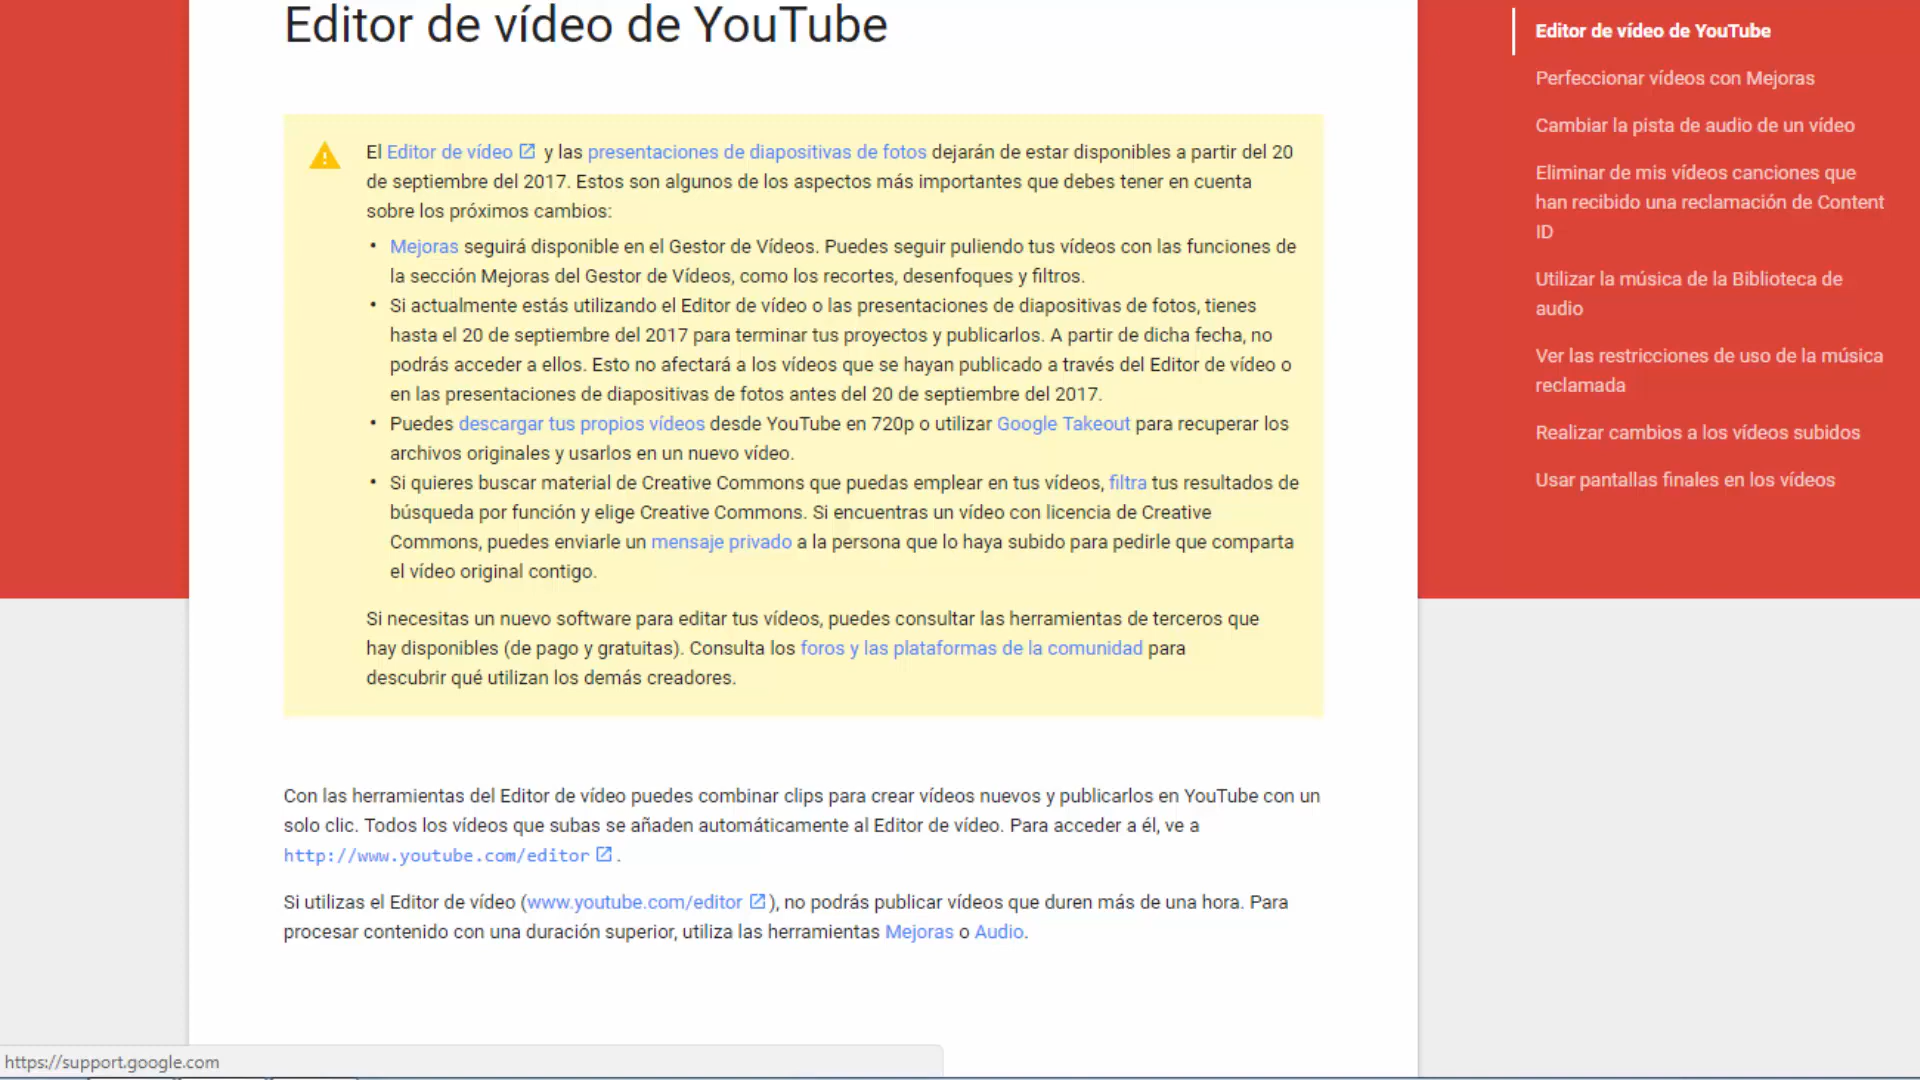 Editor de vídeo de YouTube
El Editor de vídeo y las presentaciones de diapositivas de fotos dejarán de estar disponibles a partir del 20
de septiembre del 2017. Estos son algunos de los aspectos más importantes que debes tener en cuenta
sobre los próximos cambios:
• Mejoras seguirá disponible en el Gestor de Vídeos. Puedes seguir puliendo tus vídeos con las funciones de
la sección Mejoras del Gestor de Vídeos, como los recortes, desenfoques y filtros.
• Si actualmente estás utilizando el Editor de vídeo o las presentaciones de diapositivas de fotos, tienes
hasta el 20 de septiembre del 2017 para terminar tus proyectos y publicarlos. A partir de dicha fecha, no
podrás acceder a ellos. Esto no afectará a los vídeos que se hayan publicado a través del Editor de vídeo o
en las presentaciones de diapositivas de fotos antes del 20 de septiembre del 2017.
• Puedes descargar tus propios vídeos desde YouTube en 720p o utilizar Google Takeout para recuperar los
archivos originales y usarlos en un nuevo vídeo.
• Si quieres buscar material de Creative Commons que puedas emplear en tus vídeos, filtra tus resultados de
búsqueda por función y elige Creative Commons. Si encuentras un vídeo con licencia de Creative
Commons, puedes enviarle un mensaje privado a la persona que lo haya subido para pedirle que comparta
el vídeo original contigo.
Si necesitas un nuevo software para editar tus vídeos, puedes consultar las herramientas de terceros que
hay disponibles (de pago y gratuitas). Consulta los foros y las plataformas de la comunidad para
descubrir qué utilizan los demás creadores.
Con las herramientas del Editor de vídeo puedes combinar clips para crear vídeos nuevos y publicarlos en YouTube con un
solo clic. Todos los vídeos que subas se añaden automáticamente al Editor de vídeo. Para acceder a él, ve a
http://www.youtube.com/editor .
Si utilizas el Editor de vídeo (www.youtube.com/editor ), no podrás publicar vídeos que duren más de una hora. Para
procesar contenido con una duración superior, utiliza las herramientas Mejoras o Audio.
Editor de vídeo de YouTube
Perfeccionar vídeos con Mejoras
Cambiar la pista de audio de un vídeo
Eliminar de mis vídeos canciones que
han recibido una reclamación de Content
ID
Utilizar la música de la Biblioteca de
audio
Ver las restricciones de uso de la música
reclamada
Realizar cambios a los vídeos subidos
Usar pantallas finales en los vídeos
https://support.google.com